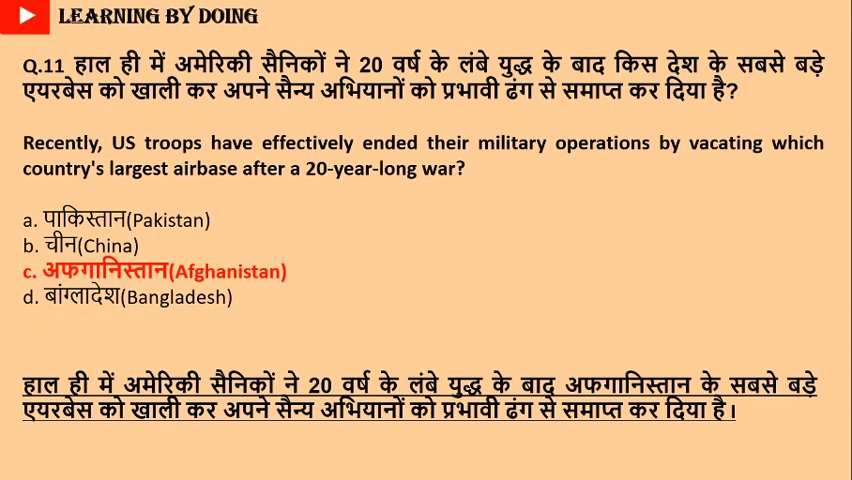 LEARNING BY DOING
Q.11 हाल ही में अमेरिकी सैनिकों ने 20 वर्ष के लंबे युद्ध के बाद किस देश के सबसे बड़े
एयरबेस को खाली कर अपने सैन्य अभियानों को प्रभावी ढंग से समाप्त कर दिया है?
Recently, US troops have effectively ended their military operations by vacating which
country's largest airbase after a 20-year-long war?
a. पाकिस्तान(Pakistan)
b. चीन(China)
c. अफगानिस्तान(Afghanistan)
d. बांग्लादेश(Bangladesh)
हाल ही में अमेरिकी सैनिकों ने 20 वर्ष के लंबे युद्ध के बाद अफगानिस्तान के सबसे बड़े
एयरबेस को खाली कर अपने सैन्य अभियानों को प्रभावी ढंग से समाप्त कर दिया है।